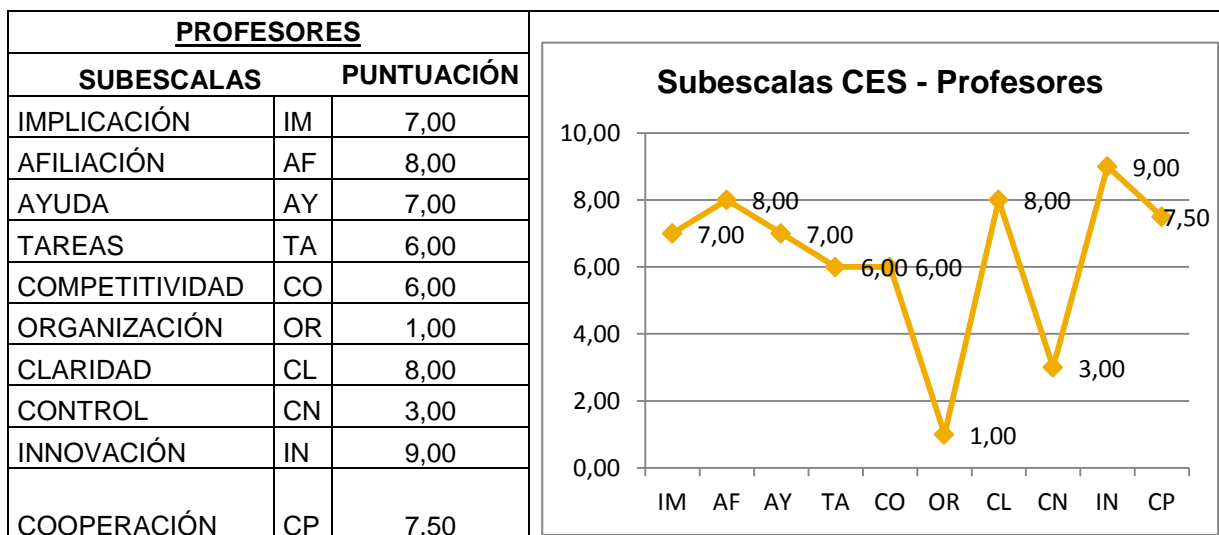 PROFESORES
SUBESCALAS PUNTUACIÓN
IMPLICACIÓN IM 7,00
AFILIACIÓN AF 8,00
AYUDA AY 7,00
TAREAS TA 6,00
COMPETITIVIDAD CO 6,00
ORGANIZACIÓN OR 1,00
CLARIDAD CL 8,00
CONTROL CN 3,00
INNOVACIÓN IN 9,00
COOPERACIÓN CP 7,50
Subescalas CES - Profesores
10,00
8,00
6,00
4,00
2,00
0,00
7,00
8,00
7,00
6,00
6,00
1,00
8,00
3,00
9,00
7,50
IM AF AY TA CO OR CL CN IN CP